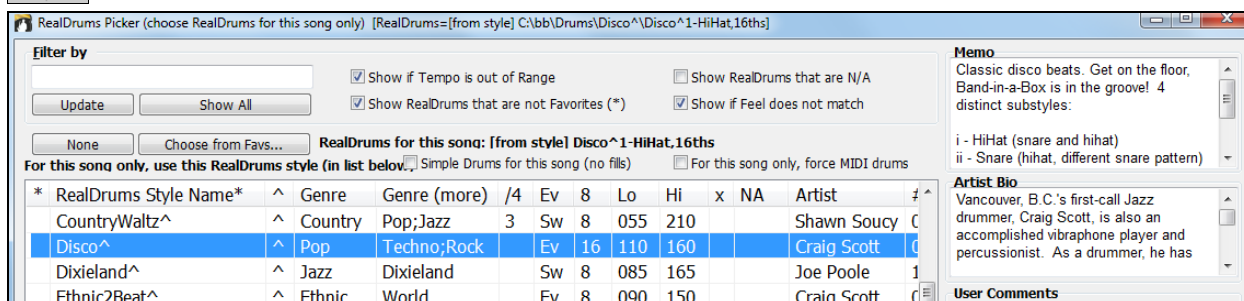 RealDrums Picker (choose RealDrums for this song only) [RealDrums=[from style] C:\bb\Drums\Disco^\Disco^1-HiHat,16ths]
Filter by
Show if Tempo is out of Range
Show RealDrums that are N/A
Update
Show All
Show RealDrums that are not Favorites (*)
Show if Feel does not match
None
Choose from Favs...
RealDrums for this song: [from style] Disco^1-HiHat,16ths
For this song only, use this RealDrums style (in list below,
Simple Drums for this song (no fills)
For this song only, force MIDI drums
* RealDrums Style Name* ^ Genre Genre (more) /4 Ev 8 Lo Hi x NA Artist #
CountryWaltz^ ^ Country Pop;Jazz 3 Sw 8 055 210 Shawn Soucy 0
Disco^ ^ Pop Techno;Rock Ev 16 110 160 Craig Scott 0
Dixieland^ ^ Jazz Dixieland Sw 8 085 165 Joe Poole 1
Ethnic2Beat^ ^ Ethnic World Ev 8 090 150 Craig Scott
Memo
Classic disco beats. Get on the floor,
Band-in-a-Box is in the groove! 4
distinct substyles:
i - HiHat (snare and hihat)
ii - Snare (hihat, different snare pattern)
Artist Bio
Vancouver, B.C.'s first-call Jazz
drummer, Craig Scott, is also an
accomplished vibraphone player and
percussionist. As a drummer, he has
User Comments